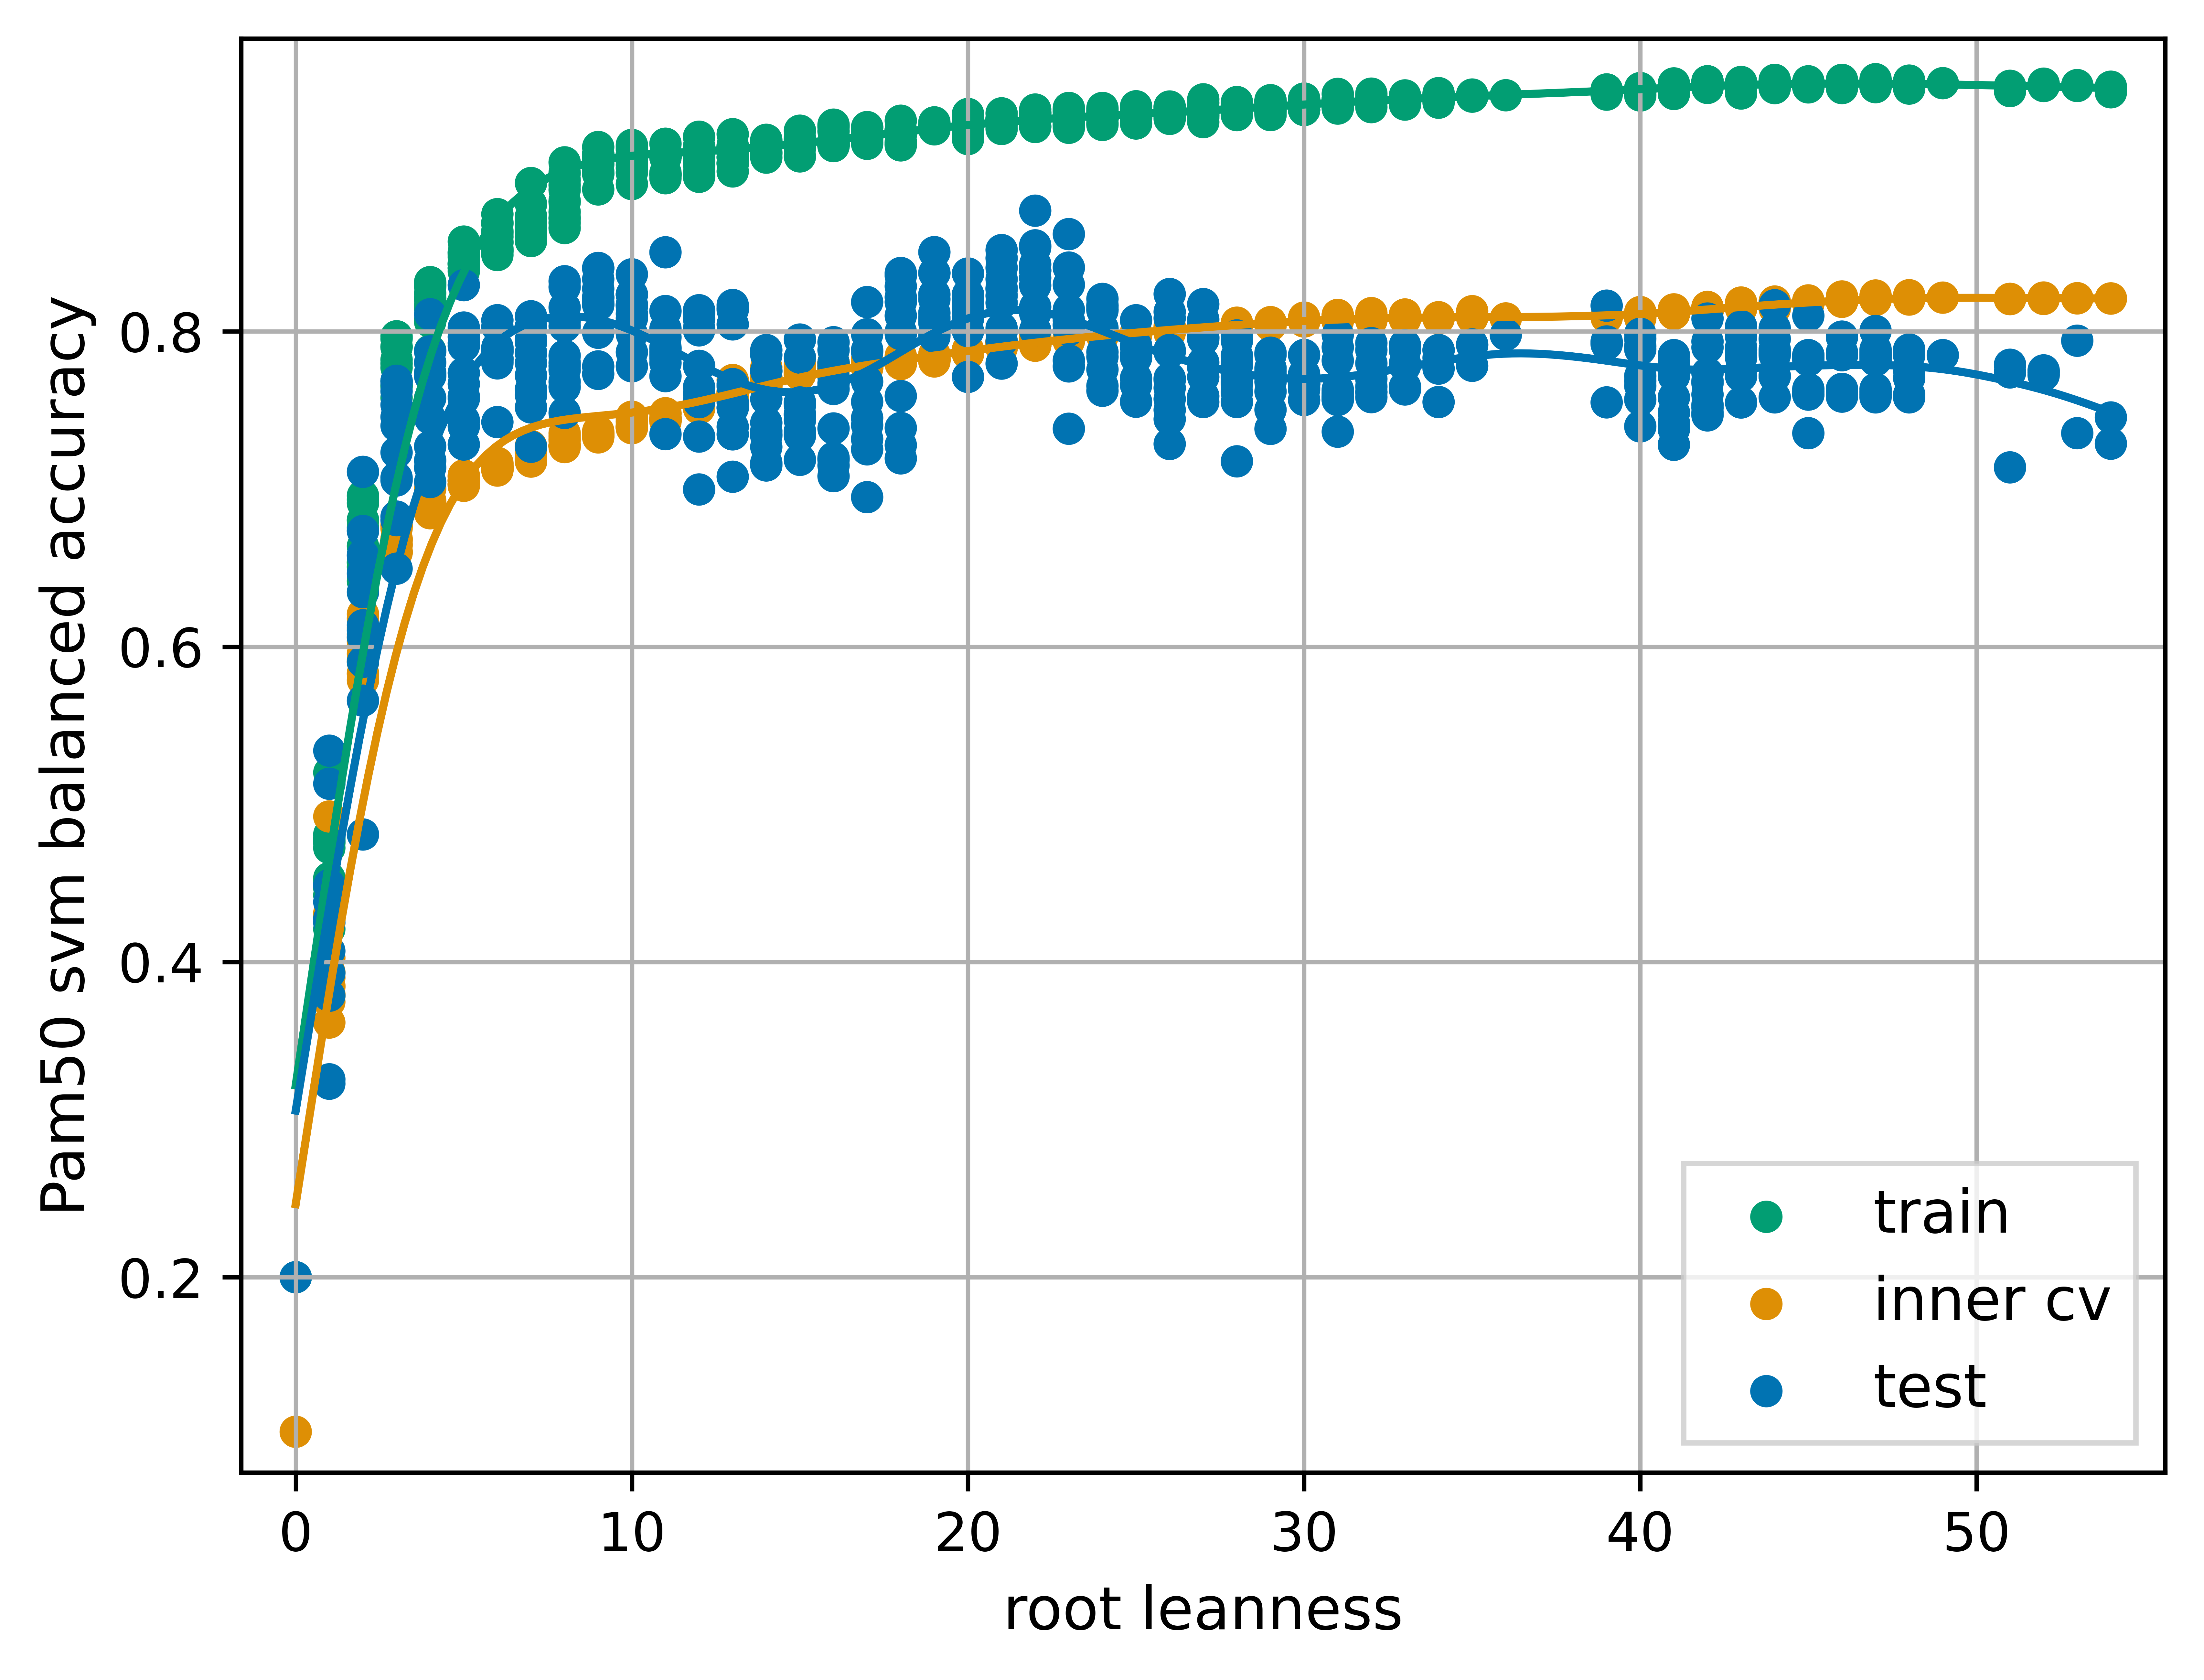 Pam50 svm balanced accuracy
0.8
0.6
0.4
0.2
0 10 20 30 40 50
root leanness
train
inner cv
test